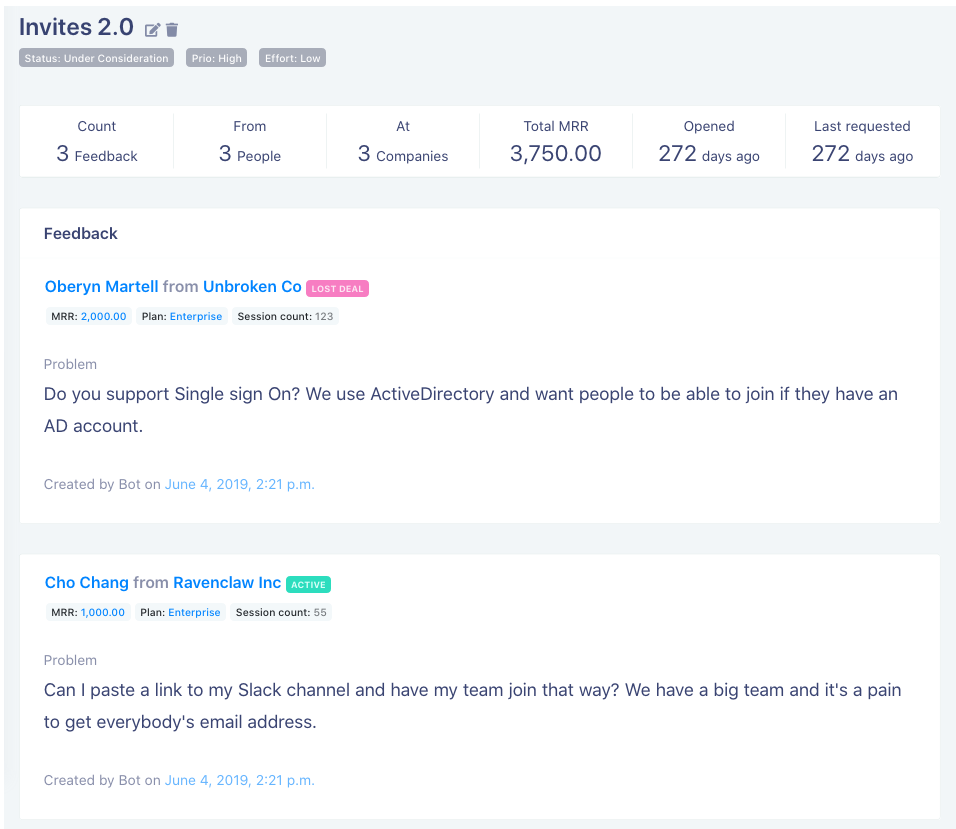 Invites 2.0
Status: Under Consideration Prio: High Effort: Low
Count From At Total MRR Opened Last requested
3 Feedback 3 People 3 Companies 3,750.00 272 days ago 272 days ago
Feedback
Oberyn Martell from Unbroken Co LOST DEAL
MRR: 2,000.00 Plan: Enterprise Session count: 123
Problem
Do you support Single sign On? We use ActiveDirectory and want people to be able to join if they have an
AD account.
Created by Bot on June 4, 2019, 2:21 p.m.
Cho Chang from Ravenclaw Inc ACTIVE
MRR: 1,000.00 Plan: Enterprise Session count: 55
Problem
Can I paste a link to my Slack channel and have my team join that way? We have a big team and it's a pain
to get everybody's email address.
Created by Bot on June 4, 2019, 2:21 p.m.